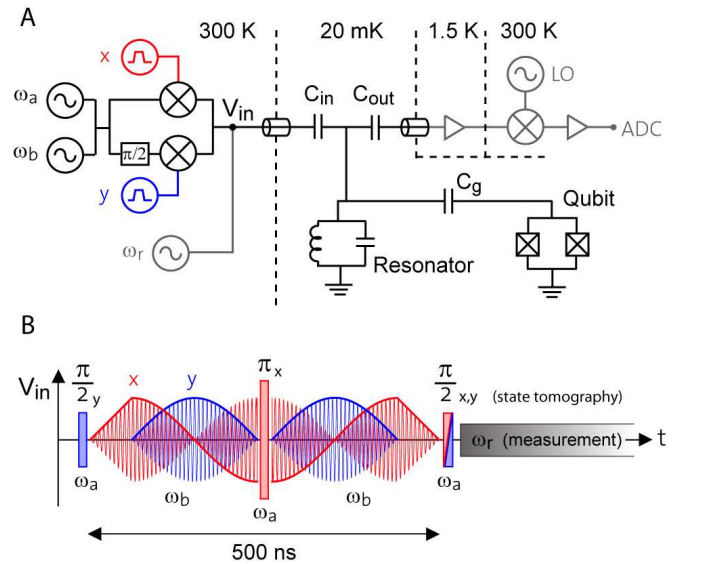 A
300 K
20 mK
1.5 K
300 K
x
LO
ωa
Vin
Cin
Cout
ADC
ωb
π/2
y
Cg
Qubit
ωr
Resonator
B
Vin
π/2 y
x
y
πx
π/2 x,y (state tomography)
ωr (measurement)
t
ωa
ωb
ωa
ωb
ωa
500 ns